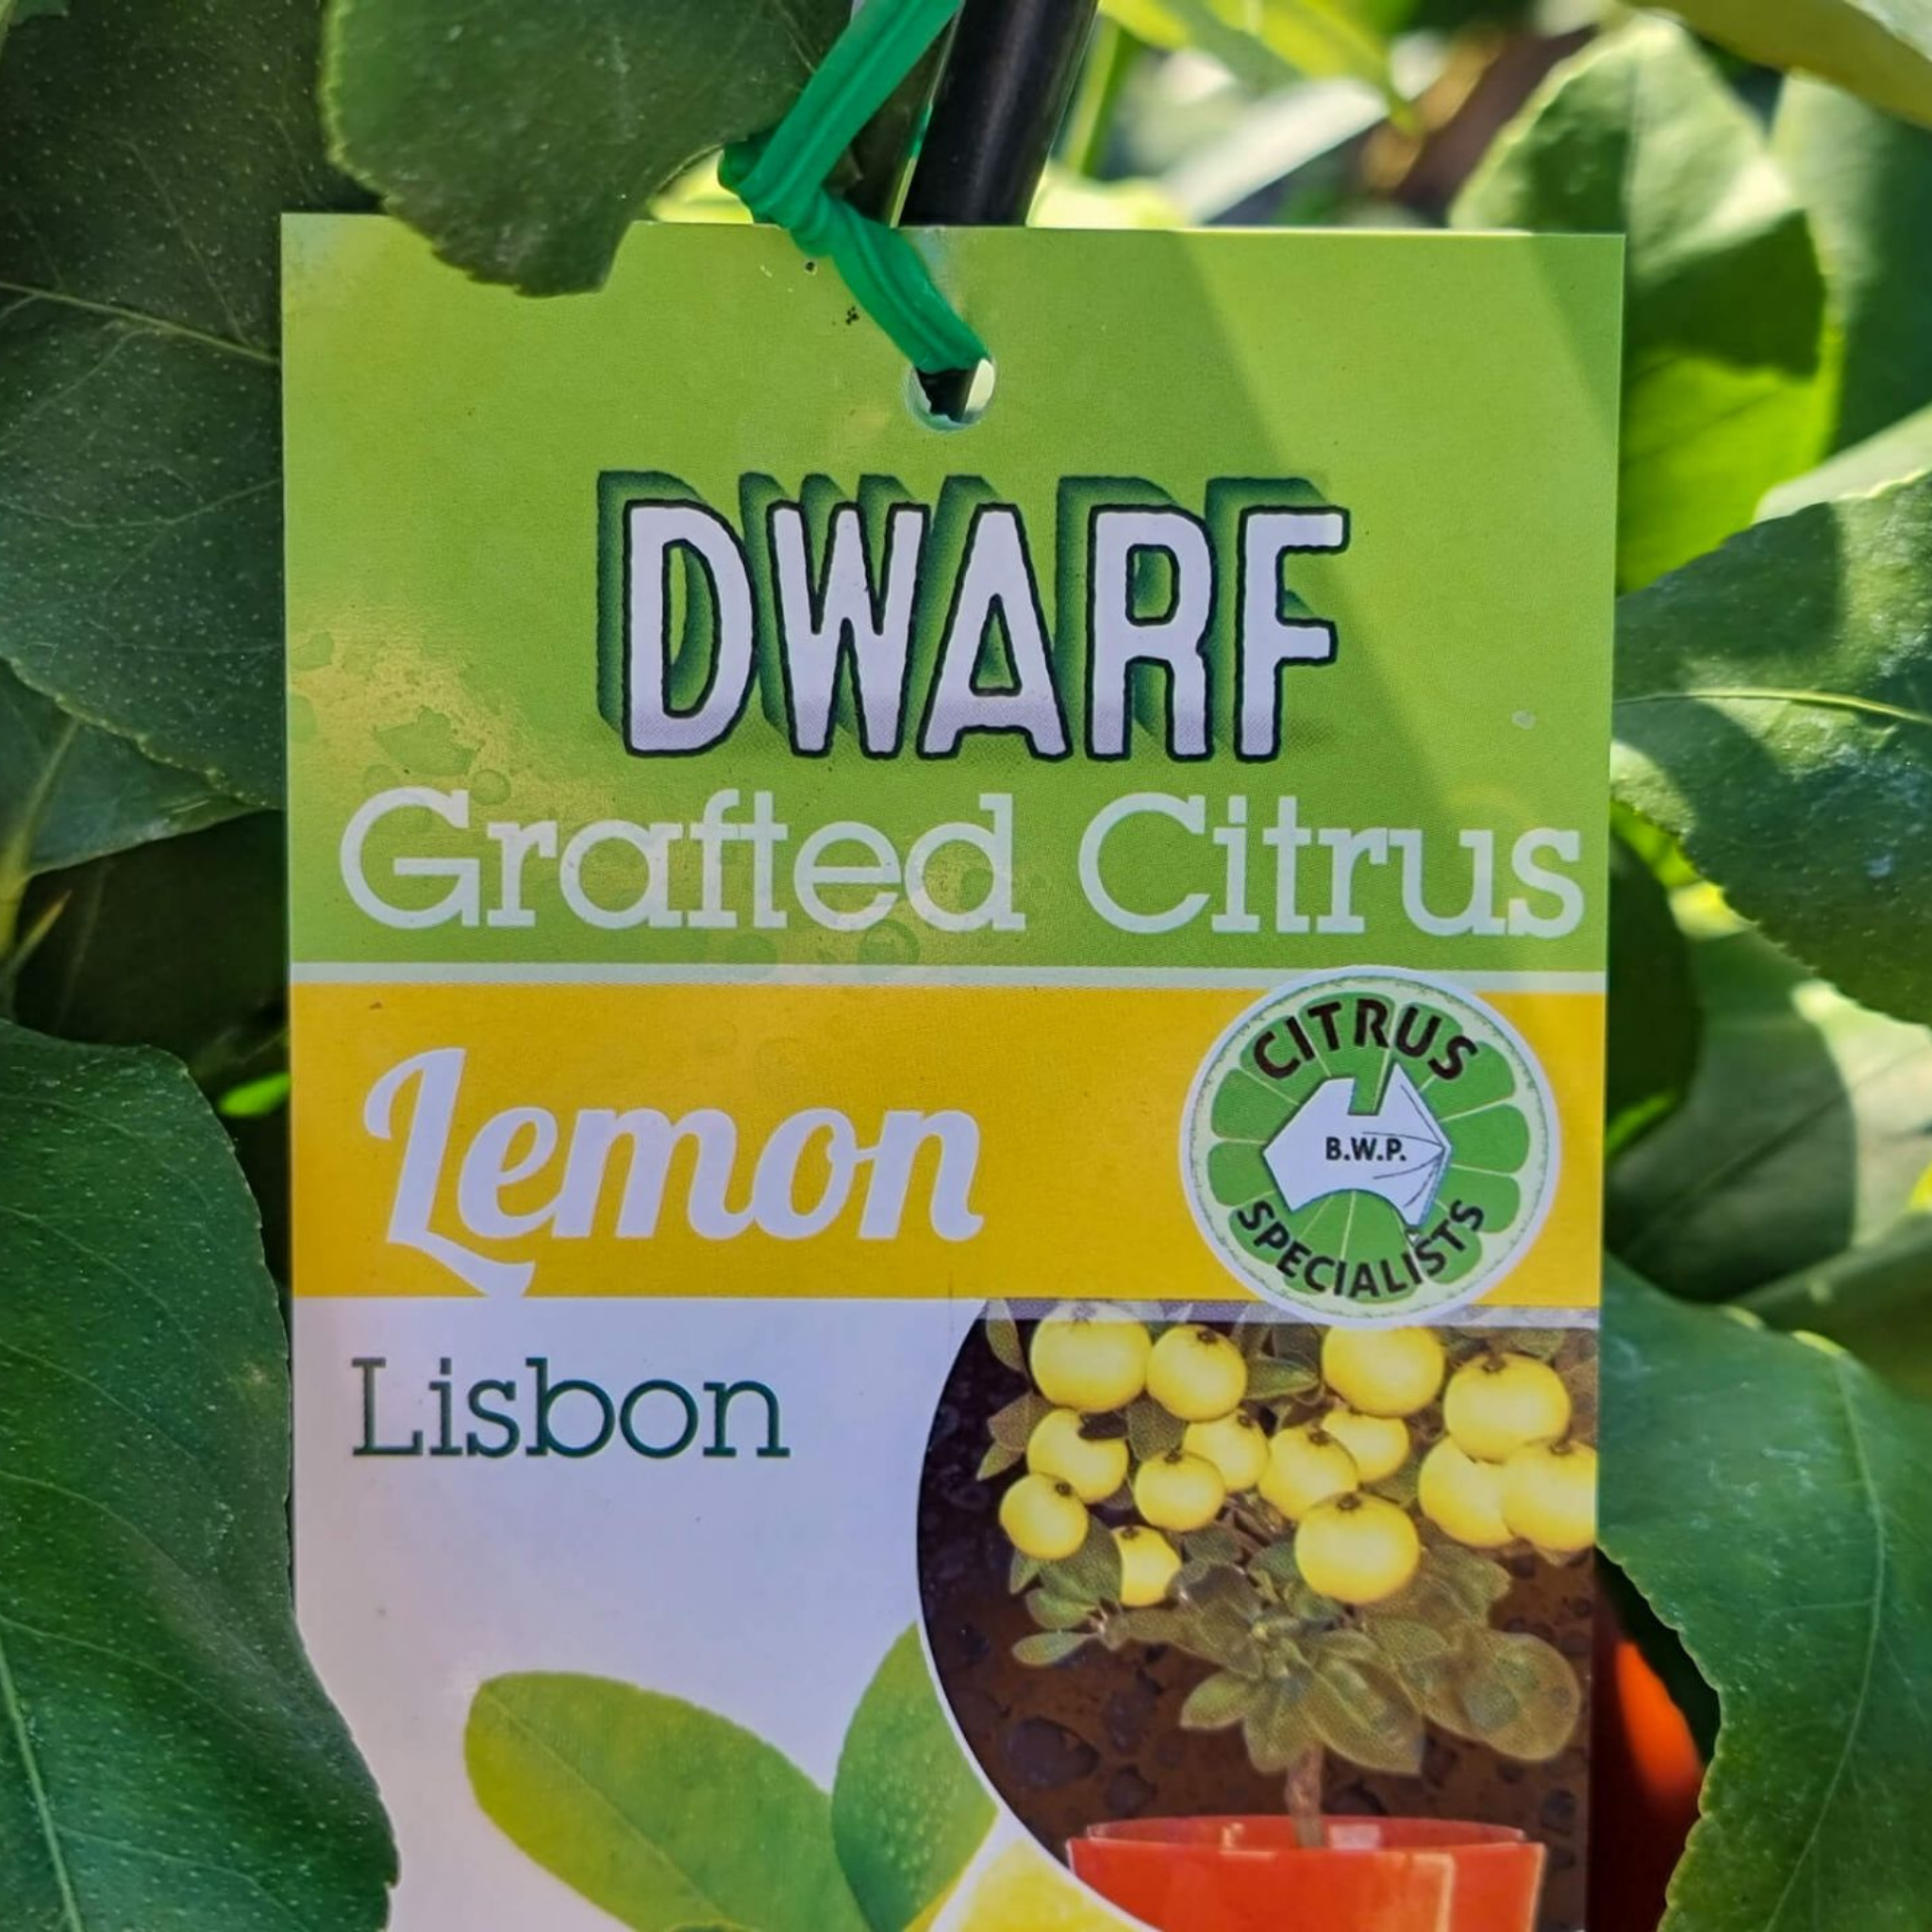 DWARF
Grafted Citrus
Lemon
CITRUS
B.W.P.
SPECIALISTS
Lisbon